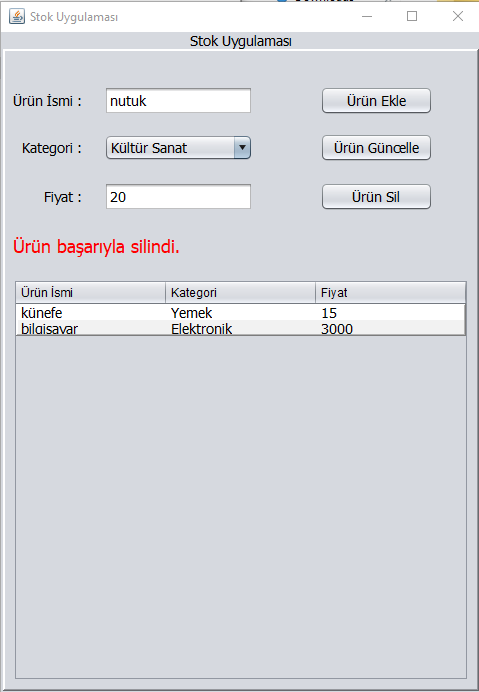 Stok Uygulaması
Stok Uygulaması
Ürün İsmi : nutuk Ürün Ekle
Kategori : Kültür Sanat Ürün Güncelle
Fiyat : 20 Ürün Sil
Ürün başarıyla silindi.
Ürün İsmi Kategori Fiyat
künefe Yemek 15
bilgisayar Elektronik 3000